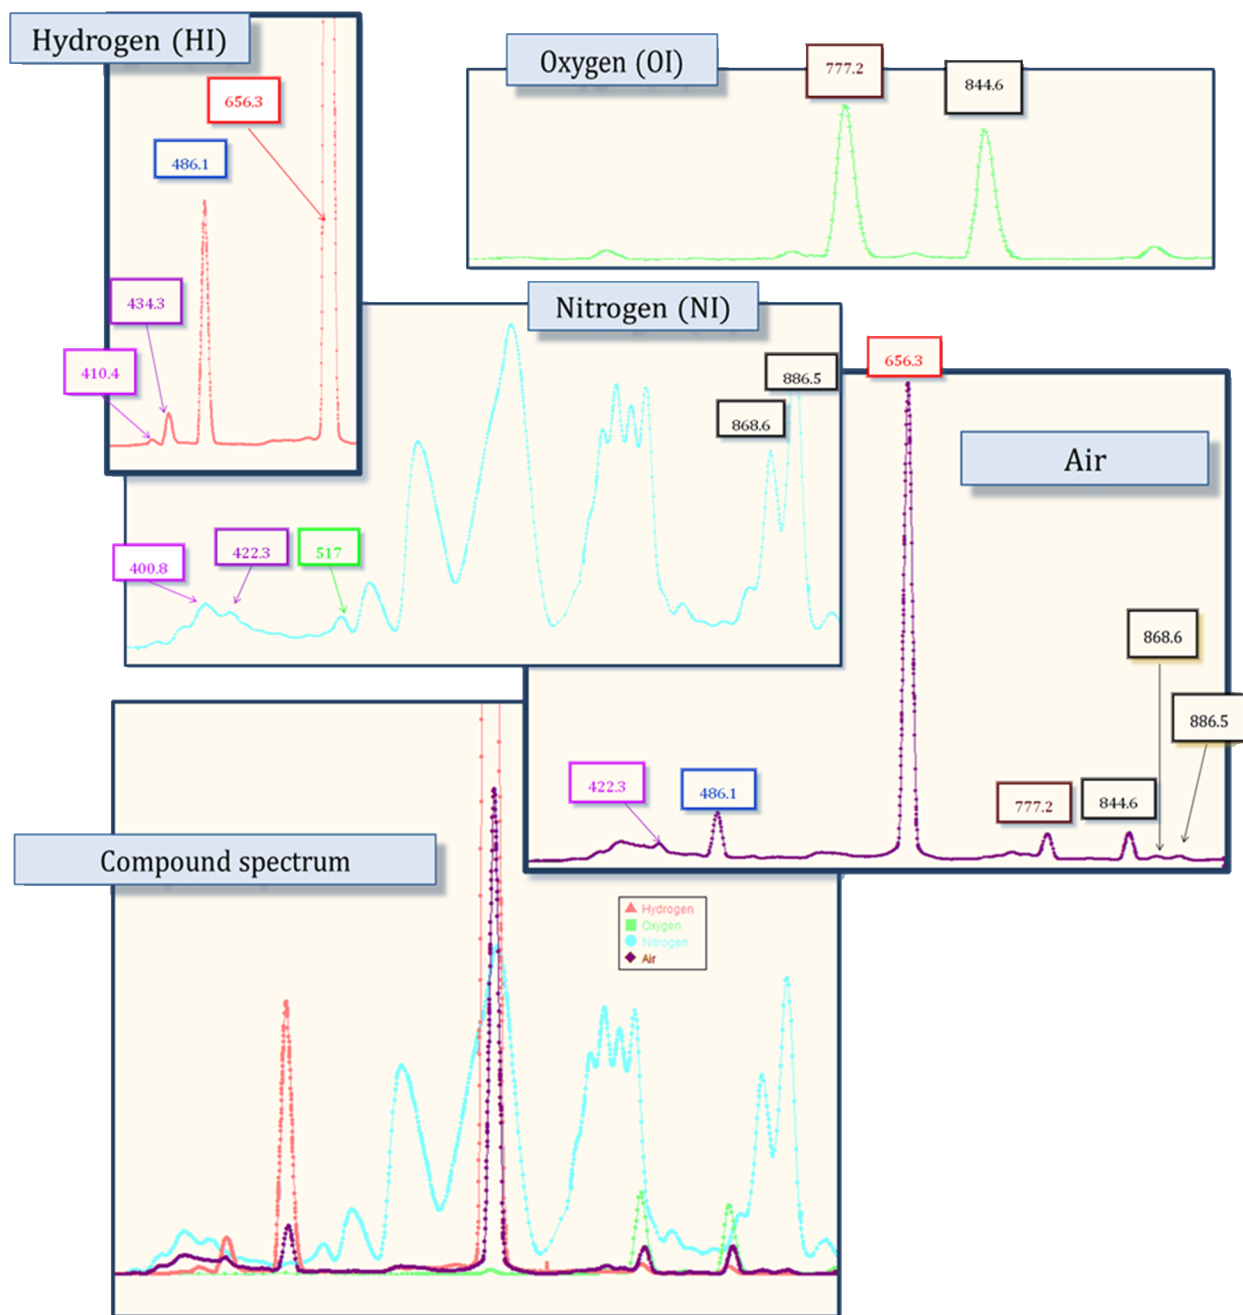 Hydrogen (HI)
656.3
486.1
434.3
410.4
Oxygen (OI)
777.2
844.6
Nitrogen (NI)
886.5
868.6
400.8
422.3
517
656.3
Air
868.6
886.5
422.3
486.1
777.2
844.6
Compound spectrum
Hydrogen
Oxygen
Nitrogen
Air